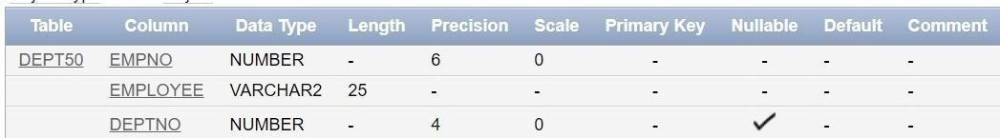 Table Column Data Type Length Precision Scale Primary Key Nullable Default Comment
DEPT50 EMPNO NUMBER - 6 0 - - - -
EMPLOYEE VARCHAR2 25 - - - - - -
DEPTNO NUMBER - 4 0 - ✓ - -